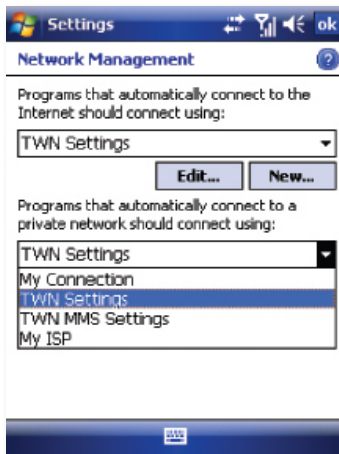 Settings
ok
Network Management
?
Programs that automatically connect to the
Internet should connect using:
TWN Settings
Edit...
New...
Programs that automatically connect to a
private network should connect using:
TWN Settings
My Connection
TWN Settings
TWN MMS Settings
My ISP